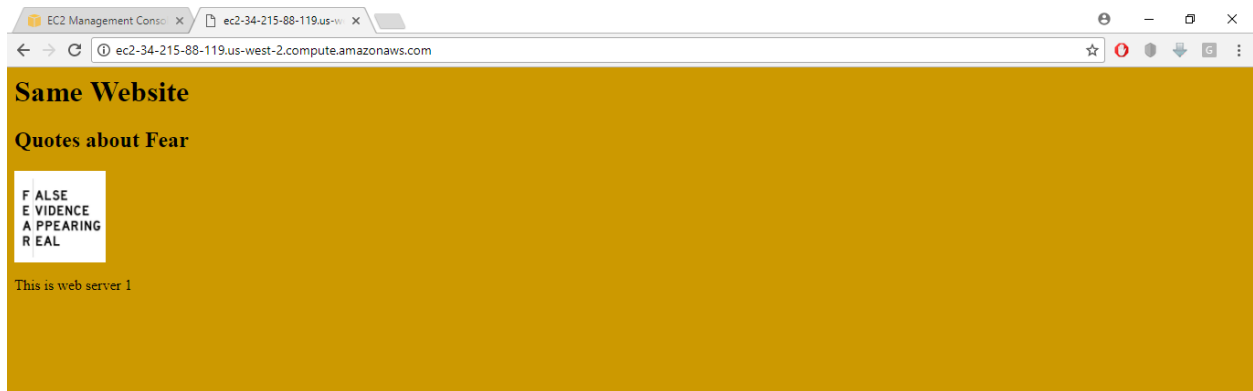 EC2 Management Conso
ec2-34-215-88-119.us-w
ec2-34-215-88-119.us-west-2.compute.amazonaws.com
G
Same Website
Quotes about Fear
F ALSE
E VIDENCE
A PPEARING
R EAL
This is web server 1